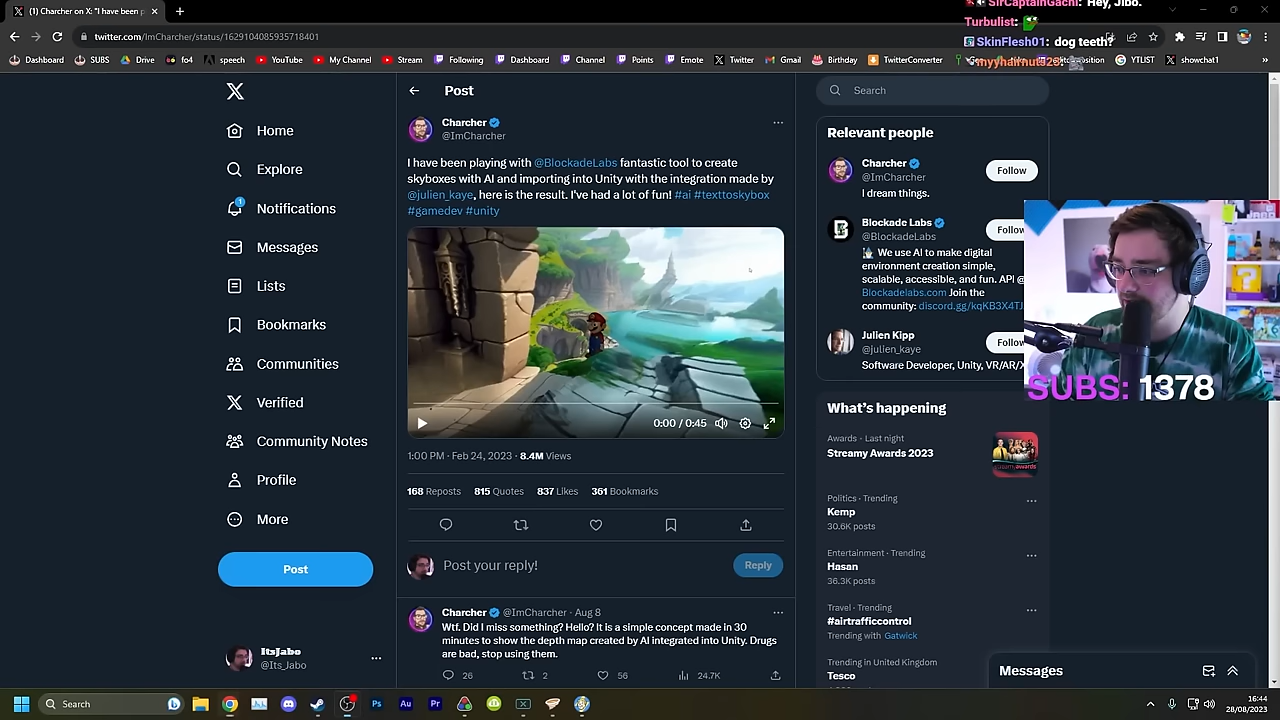 (1) Charcher on X: "I have been p
SirCaptainGachi: Hey, Jibo.
Turbulist:
SkinFlesh01: dog teeth?
twitter.com/ImCharcher/status/1629104085935718401
Dashboard SUBS Drive fo4 speech YouTube MyChannel Stream Following Dashboard Channel Points Emote Twitter Gmail Birthday TwitterConverter YTLIST showchat1
Post
Search
Home
Explore
Notifications
1
Messages
Lists
Bookmarks
Communities
Verified
Community Notes
Profile
More
Post
ItsJabo
@Its_Jabo
Charcher
@ImCharcher
I have been playing with @BlockadeLabs fantastic tool to create
skyboxes with AI and importing into Unity with the integration made by
@julien_kaye, here is the result. I've had a lot of fun! #ai #texttoskybox
#gamedev #unity
0:00 / 0:45
1:00 PM · Feb 24, 2023 · 8.4M Views
168 Reposts 815 Quotes 837 Likes 361 Bookmarks
Post your reply!
Reply
Charcher @ImCharcher · Aug 8
Wtf. Did I miss something? Hello? It is a simple concept made in 30
minutes to show the depth map created by AI integrated into Unity. Drugs
are bad, stop using them.
26 2 56 24.7K
Relevant people
Charcher
@ImCharcher
Follow
I dream things.
Blockade Labs
@BlockadeLabs
Follow
We use AI to make digital
environment creation simple,
scalable, accessible, and fun. API @
Blockadelabs.com Join the
community: discord.gg/kqKB3X4TJ
Julien Kipp
@julien_kaye
Follow
Software Developer, Unity, VR/AR/X
SUBS: 1378
What's happening
Awards · Last night
Streamy Awards 2023
Politics · Trending
Kemp
30.6K posts
Entertainment · Trending
Hasan
36.3K posts
Travel · Trending
#airtrafficcontrol
Trending with Gatwick
Trending in United Kingdom
Tesco
Messages
Search
Ps Au Pr
16:44
28/08/2023